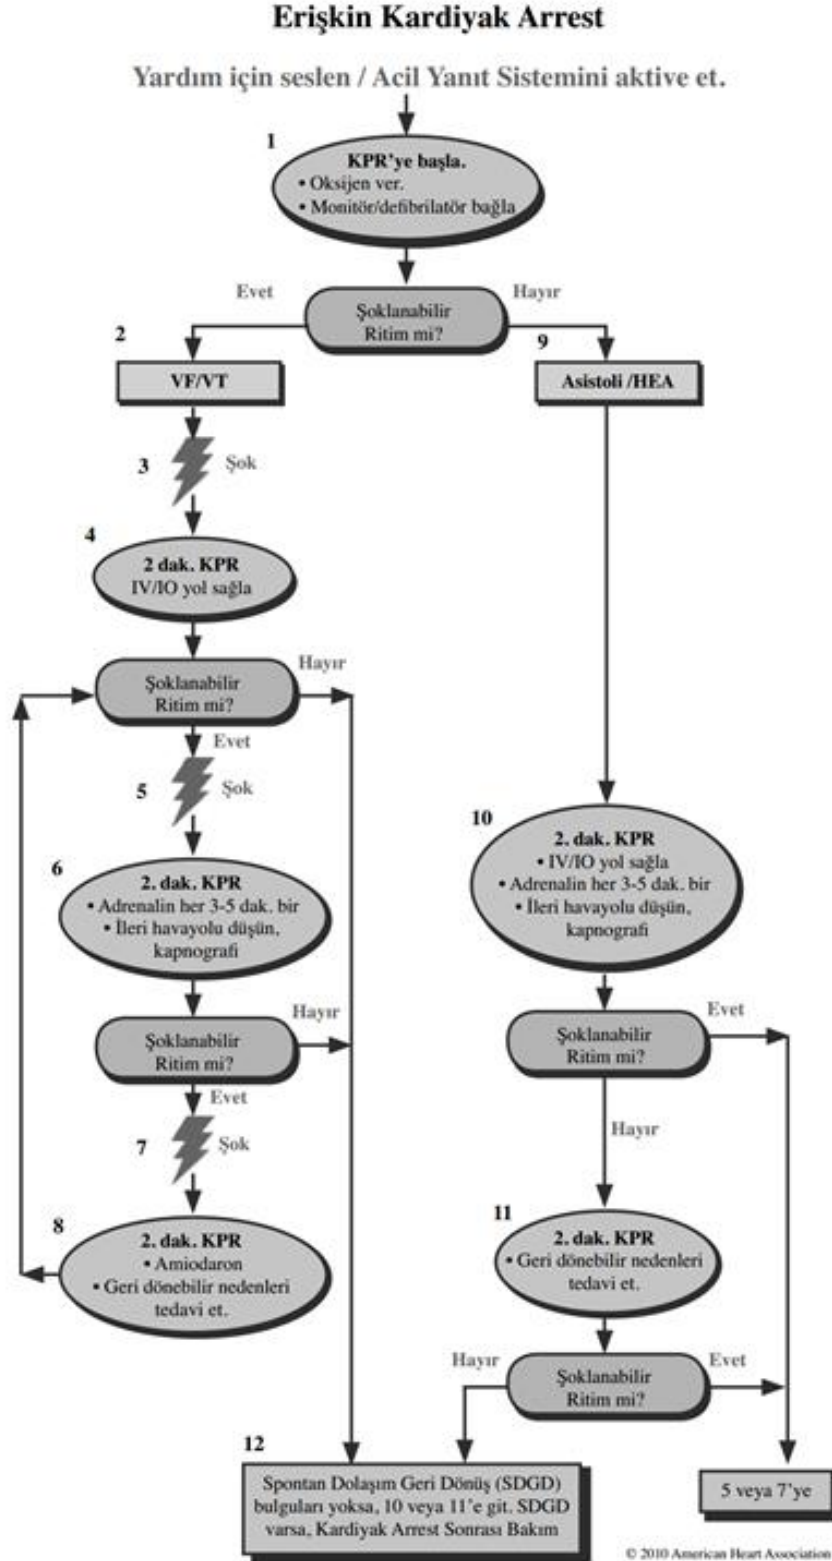 Erişkin Kardiyak Arrest
Yardım için seslen / Acil Yanıt Sistemini aktive et.
1
KPR'ye başla.
• Oksijen ver.
• Monitör/defibrilatör bağla
Evet
Şoklanabilir
Ritim mi?
Hayır
2
VF/VT
9
Asistoli /HEA
3
Şok
4
2 dak. KPR
IV/IO yol sağla
Şoklanabilir
Ritim mi?
Hayır
Evet
5
Şok
6
2. dak. KPR
• Adrenalin her 3-5 dak. bir
• İleri havayolu düşün,
kapnografi
Şoklanabilir
Ritim mi?
Hayır
Evet
7
Şok
8
2. dak. KPR
• Amiodaron
• Geri dönebilir nedenleri
tedavi et.
10
2. dak. KPR
• IV/IO yol sağla
• Adrenalin her 3-5 dak. bir
• İleri havayolu düşün,
kapnografi
Şoklanabilir
Ritim mi?
Evet
Hayır
11
2. dak. KPR
• Geri dönebilir nedenleri
tedavi et.
Hayır
Şoklanabilir
Ritim mi?
Evet
12
Spontan Dolaşım Geri Dönüş (SDGD)
bulguları yoksa, 10 veya 11'e git. SDGD
varsa, Kardiyak Arrest Sonrası Bakım
5 veya 7'ye
© 2010 American Heart Association